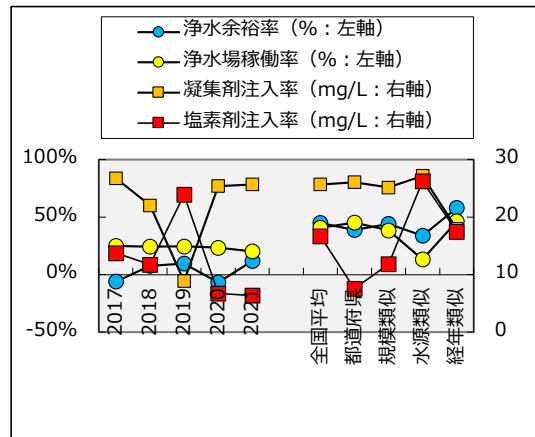 浄水余裕率（%：左軸）
浄水場稼働率（%：左軸）
凝集剤注入率（mg/L：右軸）
塩素剤注入率（mg/L：右軸）
100%
50%
0%
-50%
30
20
10
0
2017
2018
2019
全国平均
都道府県
規模類似
水源類似
経年類似